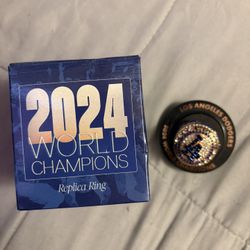 2024
WORLD
CHAMPIONS
Replica Ring
LOS ANGELES DODGERS